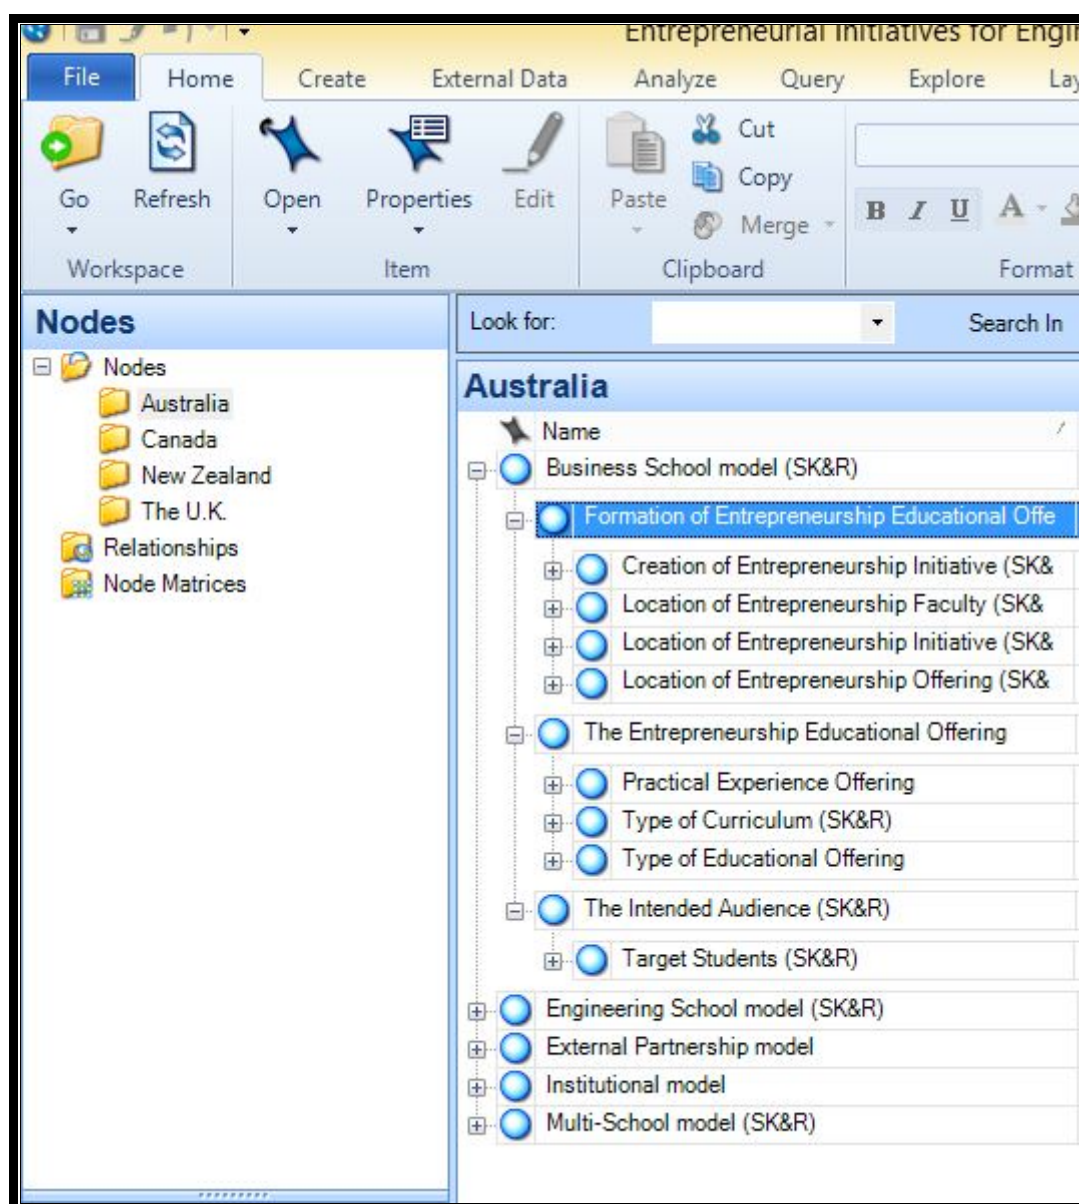 Entrepreneurial Initiatives for Engi
File Home Create External Data Analyze Query Explore Lay
Go Refresh Open Properties Edit Paste Cut
Copy
Merge
B I U A
Workspace Item Clipboard Format
Nodes
Nodes
Australia
Canada
New Zealand
The U.K.
Relationships
Node Matrices
Look for: Search In
Australia
Name
Business School model (SK&R)
Formation of Entrepreneurship Educational Offe
Creation of Entrepreneurship Initiative (SK&
Location of Entrepreneurship Faculty (SK&
Location of Entrepreneurship Initiative (SK&
Location of Entrepreneurship Offering (SK&
The Entrepreneurship Educational Offering
Practical Experience Offering
Type of Curriculum (SK&R)
Type of Educational Offering
The Intended Audience (SK&R)
Target Students (SK&R)
Engineering School model (SK&R)
External Partnership model
Institutional model
Multi-School model (SK&R)